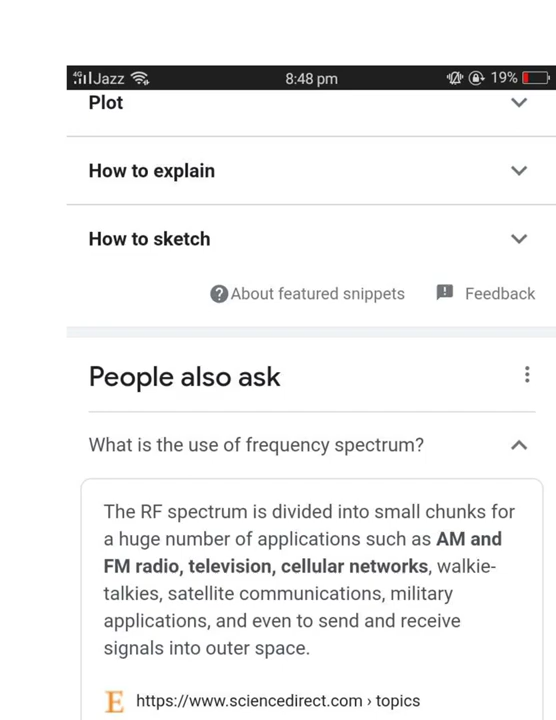 4G Jazz 8:48 pm 19%
Plot
How to explain
How to sketch
About featured snippets Feedback
People also ask
What is the use of frequency spectrum?
The RF spectrum is divided into small chunks for
a huge number of applications such as AM and
FM radio, television, cellular networks, walkie-
talkies, satellite communications, military
applications, and even to send and receive
signals into outer space.
E https://www.sciencedirect.com › topics